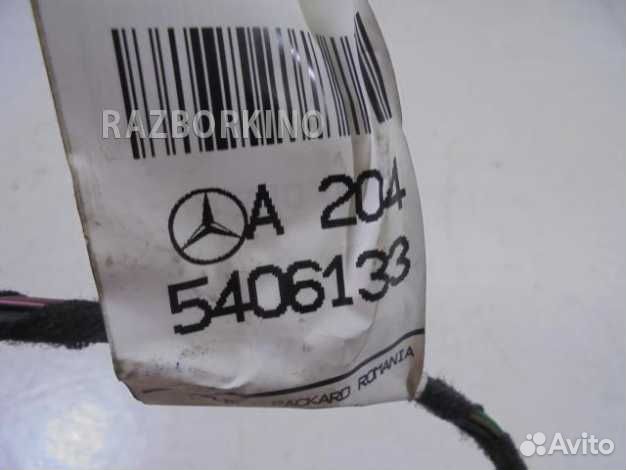 RAZBORKINO
A 204
5406133
PACKARD ROMANIA
Avito